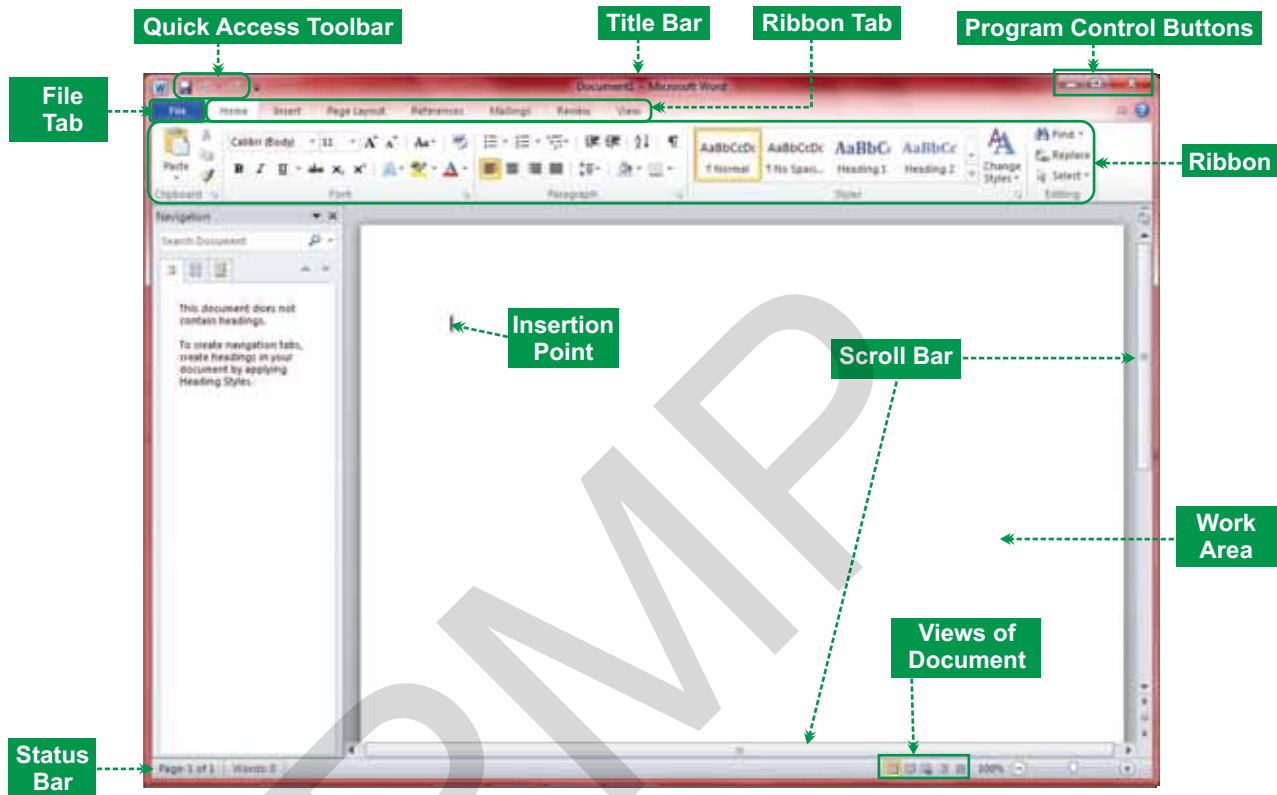 Quick Access Toolbar
Title Bar
Ribbon Tab
Program Control Buttons
File
Tab
Document1 - Microsoft Word
File Home Insert Page Layout References Mailings Review View
Calibri (Body) 11
Paste
AaBbCcDc AaBbCcDc AaBbC AaBbCc
¶ Normal ¶ No Spaci... Heading 1 Heading 2
Change
Styles
Find
Replace
Select
Ribbon
Clipboard Font Paragraph Styles Editing
Navigation
Search Document
This document does not
contain headings.
To create navigation tabs,
create headings in your
document by applying
Heading Styles.
Insertion
Point
Scroll Bar
Work
Area
Views of
Document
Status
Bar
Page: 1 of 1 Words: 0 100%
PMP